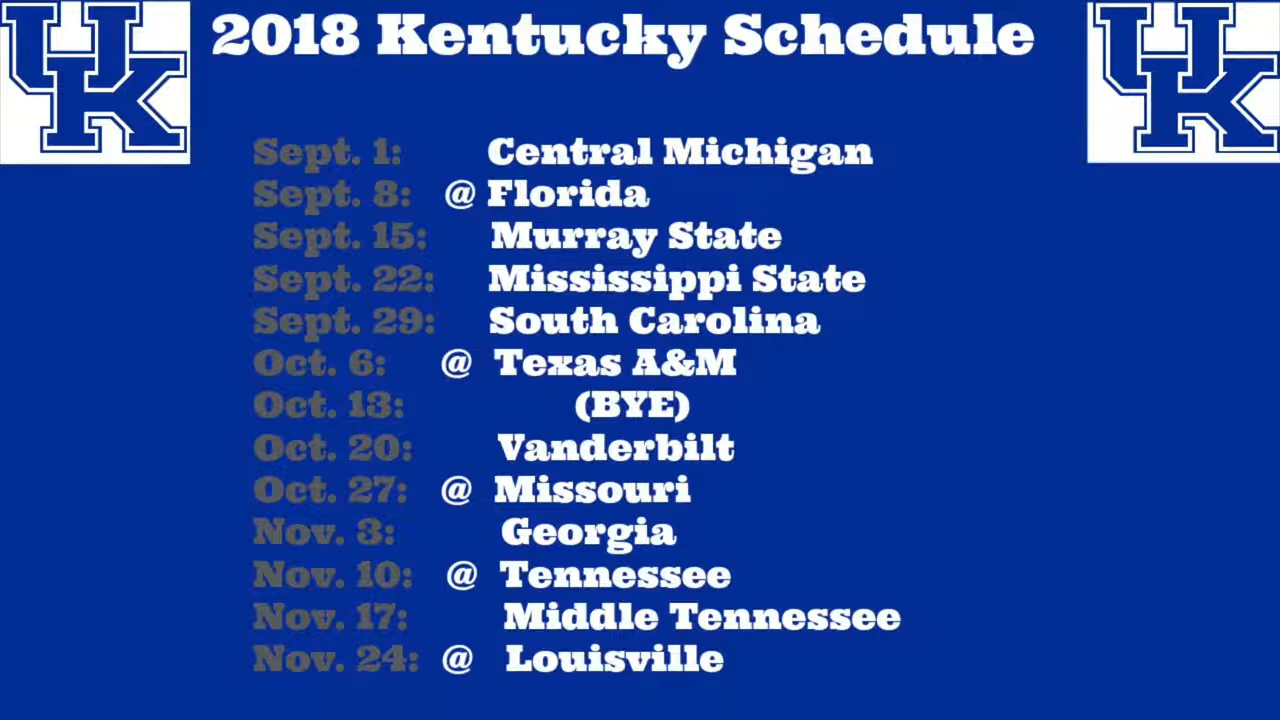 2018 Kentucky Schedule
UK
UK
Sept. 1: Central Michigan
Sept. 8: @ Florida
Sept. 15: Murray State
Sept. 22: Mississippi State
Sept. 29: South Carolina
Oct. 6: @ Texas A&M
Oct. 13: (BYE)
Oct. 20: Vanderbilt
Oct. 27: @ Missouri
Nov. 3: Georgia
Nov. 10: @ Tennessee
Nov. 17: Middle Tennessee
Nov. 24: @ Louisville